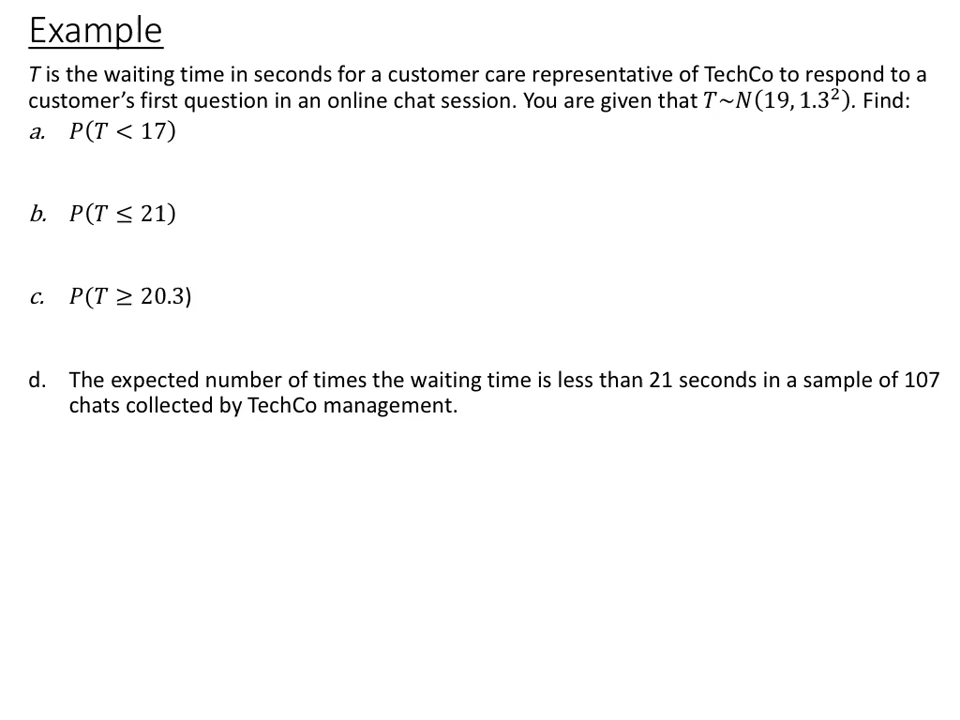 Example
T is the waiting time in seconds for a customer care representative of TechCo to respond to a
customer’s first question in an online chat session. You are given that T~N(19, 1.3²). Find:
a. P(T < 17)
b. P(T ≤ 21)
c. P(T ≥ 20.3)
d. The expected number of times the waiting time is less than 21 seconds in a sample of 107
chats collected by TechCo management.